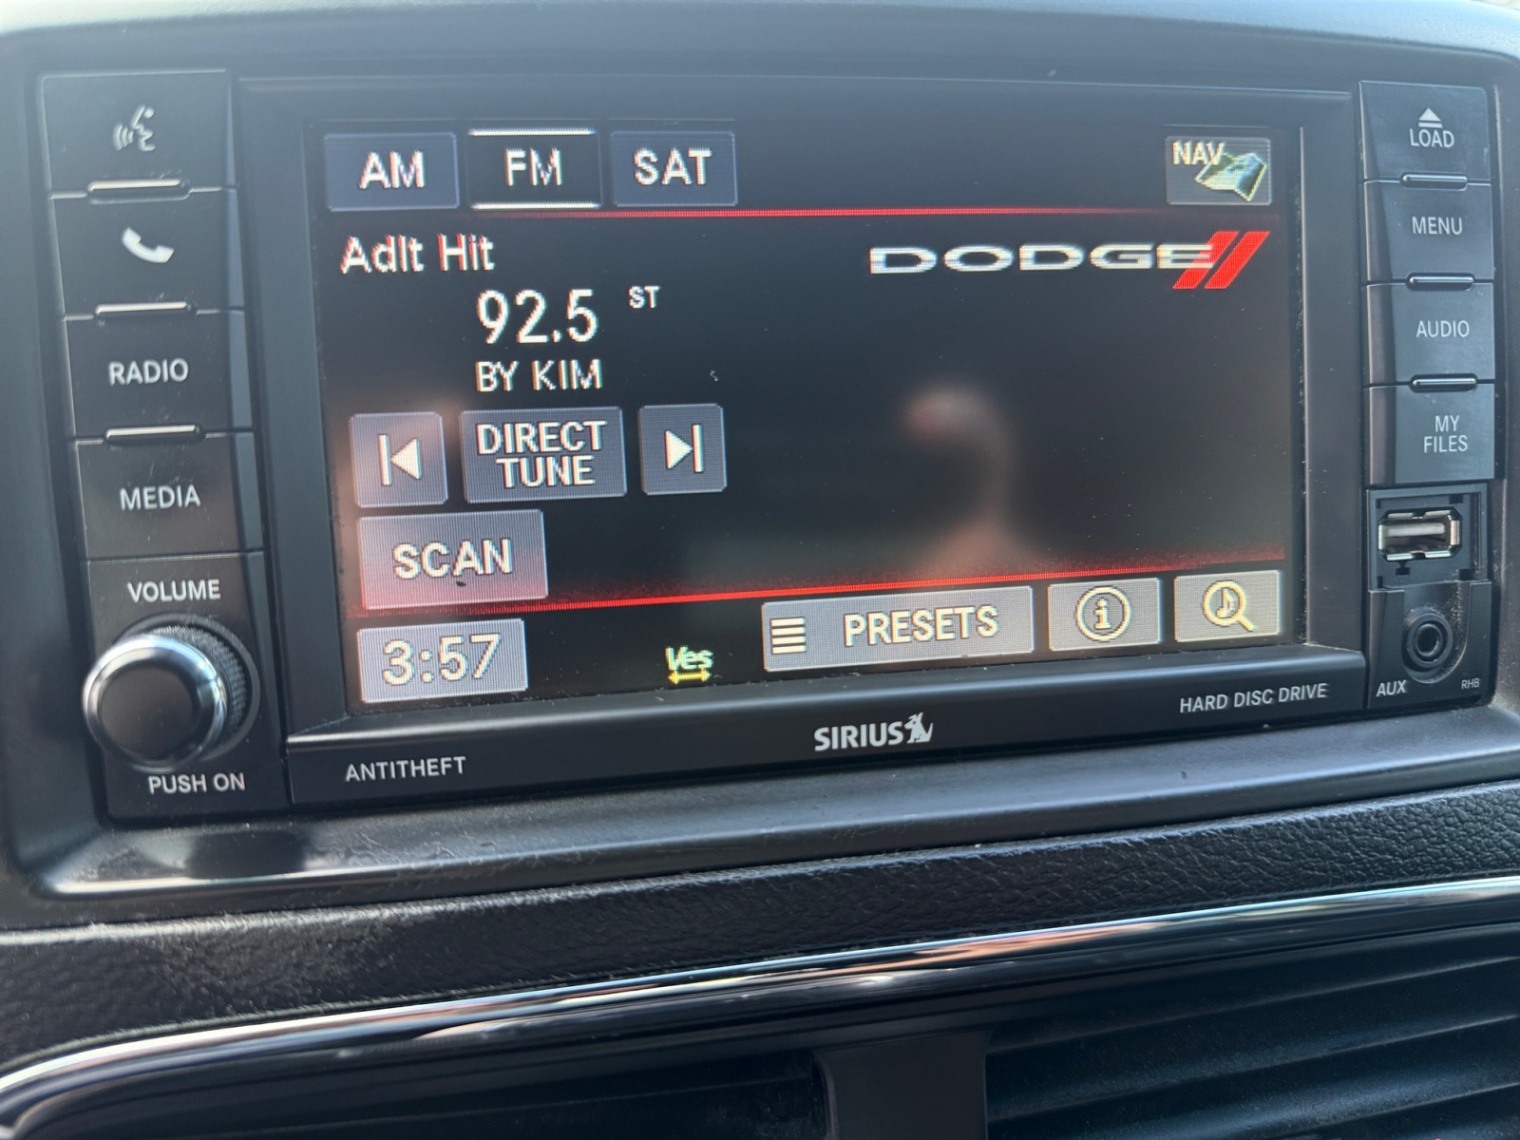 AM FM SAT NAV
LOAD
MENU
Adlt Hit
DODGE
92.5 ST
BY KIM
AUDIO
RADIO
DIRECT
TUNE
MY
FILES
MEDIA
SCAN
VOLUME
3:57
Ves
PRESETS
i
AUX
RHB
PUSH ON
ANTITHEFT
SIRIUS
HARD DISC DRIVE